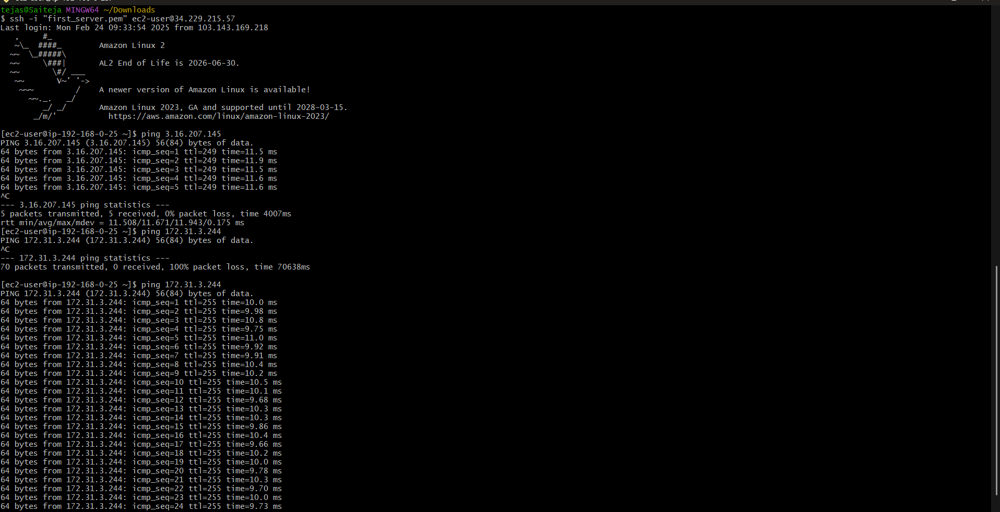 tejas@Saiteja MINGW64 ~/Downloads
$ ssh -i "first_server.pem" ec2-user@34.229.215.57
Last login: Mon Feb 24 09:33:54 2025 from 103.143.169.218
   ,     #_
   ~\_  ####_        Amazon Linux 2
  ~~  \_#####\
  ~~     \###|       AL2 End of Life is 2026-06-30.
  ~~       \#/ ___
   ~~       V~' '->
    ~~~         /    A newer version of Amazon Linux is available!
      ~~._.   _/
         _/ _/       Amazon Linux 2023, GA and supported until 2028-03-15.
       _/m/'           https://aws.amazon.com/linux/amazon-linux-2023/

[ec2-user@ip-192-168-0-25 ~]$ ping 3.16.207.145
PING 3.16.207.145 (3.16.207.145) 56(84) bytes of data.
64 bytes from 3.16.207.145: icmp_seq=1 ttl=249 time=11.5 ms
64 bytes from 3.16.207.145: icmp_seq=2 ttl=249 time=11.9 ms
64 bytes from 3.16.207.145: icmp_seq=3 ttl=249 time=11.5 ms
64 bytes from 3.16.207.145: icmp_seq=4 ttl=249 time=11.6 ms
64 bytes from 3.16.207.145: icmp_seq=5 ttl=249 time=11.6 ms
^C
--- 3.16.207.145 ping statistics ---
5 packets transmitted, 5 received, 0% packet loss, time 4007ms
rtt min/avg/max/mdev = 11.508/11.671/11.943/0.175 ms
[ec2-user@ip-192-168-0-25 ~]$ ping 172.31.3.244
PING 172.31.3.244 (172.31.3.244) 56(84) bytes of data.
^C
--- 172.31.3.244 ping statistics ---
70 packets transmitted, 0 received, 100% packet loss, time 70638ms

[ec2-user@ip-192-168-0-25 ~]$ ping 172.31.3.244
PING 172.31.3.244 (172.31.3.244) 56(84) bytes of data.
64 bytes from 172.31.3.244: icmp_seq=1 ttl=255 time=10.0 ms
64 bytes from 172.31.3.244: icmp_seq=2 ttl=255 time=9.98 ms
64 bytes from 172.31.3.244: icmp_seq=3 ttl=255 time=10.8 ms
64 bytes from 172.31.3.244: icmp_seq=4 ttl=255 time=9.75 ms
64 bytes from 172.31.3.244: icmp_seq=5 ttl=255 time=11.0 ms
64 bytes from 172.31.3.244: icmp_seq=6 ttl=255 time=9.92 ms
64 bytes from 172.31.3.244: icmp_seq=7 ttl=255 time=9.91 ms
64 bytes from 172.31.3.244: icmp_seq=8 ttl=255 time=10.4 ms
64 bytes from 172.31.3.244: icmp_seq=9 ttl=255 time=10.2 ms
64 bytes from 172.31.3.244: icmp_seq=10 ttl=255 time=10.5 ms
64 bytes from 172.31.3.244: icmp_seq=11 ttl=255 time=10.1 ms
64 bytes from 172.31.3.244: icmp_seq=12 ttl=255 time=9.68 ms
64 bytes from 172.31.3.244: icmp_seq=13 ttl=255 time=10.3 ms
64 bytes from 172.31.3.244: icmp_seq=14 ttl=255 time=10.3 ms
64 bytes from 172.31.3.244: icmp_seq=15 ttl=255 time=9.86 ms
64 bytes from 172.31.3.244: icmp_seq=16 ttl=255 time=10.4 ms
64 bytes from 172.31.3.244: icmp_seq=17 ttl=255 time=9.66 ms
64 bytes from 172.31.3.244: icmp_seq=18 ttl=255 time=10.2 ms
64 bytes from 172.31.3.244: icmp_seq=19 ttl=255 time=10.0 ms
64 bytes from 172.31.3.244: icmp_seq=20 ttl=255 time=9.78 ms
64 bytes from 172.31.3.244: icmp_seq=21 ttl=255 time=10.3 ms
64 bytes from 172.31.3.244: icmp_seq=22 ttl=255 time=9.70 ms
64 bytes from 172.31.3.244: icmp_seq=23 ttl=255 time=10.0 ms
64 bytes from 172.31.3.244: icmp_seq=24 ttl=255 time=9.73 ms